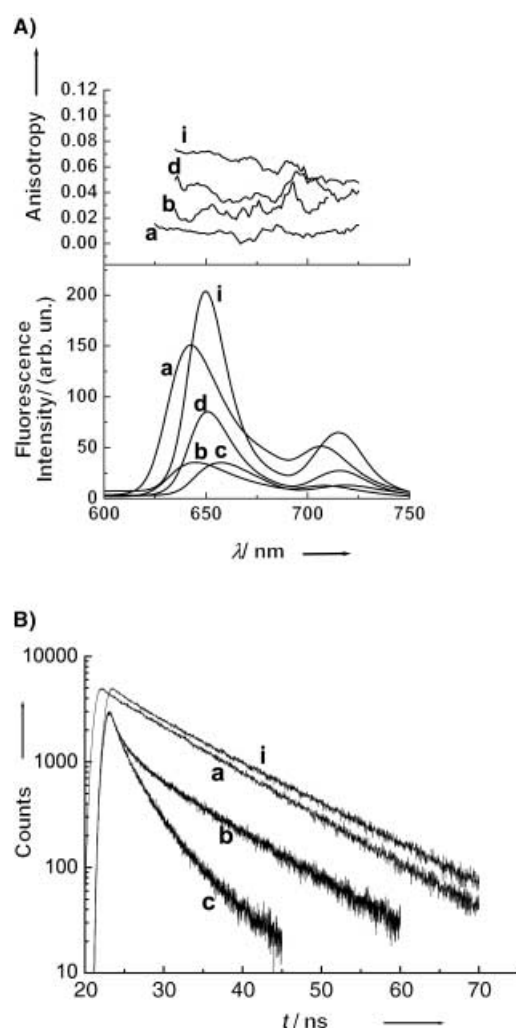 A)
Anisotropy
0.12
0.10
0.08
0.06
0.04
0.02
0.00
i
d
b
a
Fluorescence
Intensity/ (arb. un.)
200
150
100
50
0
i
a
d
b c
600 650 700 750
λ/ nm
B)
Counts
10000
1000
100
10
i
a
b
c
20 30 40 50 60 70
t/ ns